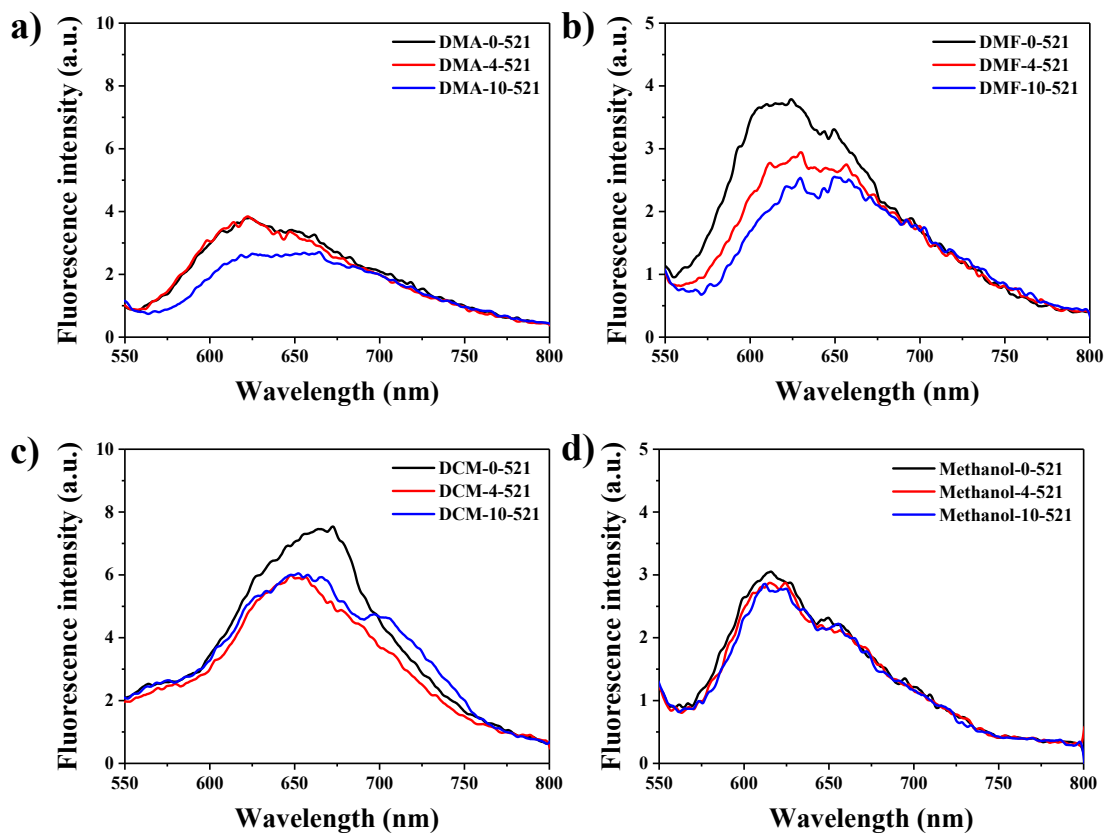 a)
Fluorescence intensity (a.u.)
10
8
6
4
2
0
DMA-0-521
DMA-4-521
DMA-10-521
550 600 650 700 750 800
Wavelength (nm)
b)
Fluorescence intensity (a.u.)
5
4
3
2
1
0
DMF-0-521
DMF-4-521
DMF-10-521
550 600 650 700 750 800
Wavelength (nm)
c)
Fluorescence intensity (a.u.)
10
8
6
4
2
0
DCM-0-521
DCM-4-521
DCM-10-521
550 600 650 700 750 800
Wavelength (nm)
d)
Fluorescence intensity (a.u.)
5
4
3
2
1
0
Methanol-0-521
Methanol-4-521
Methanol-10-521
550 600 650 700 750 800
Wavelength (nm)